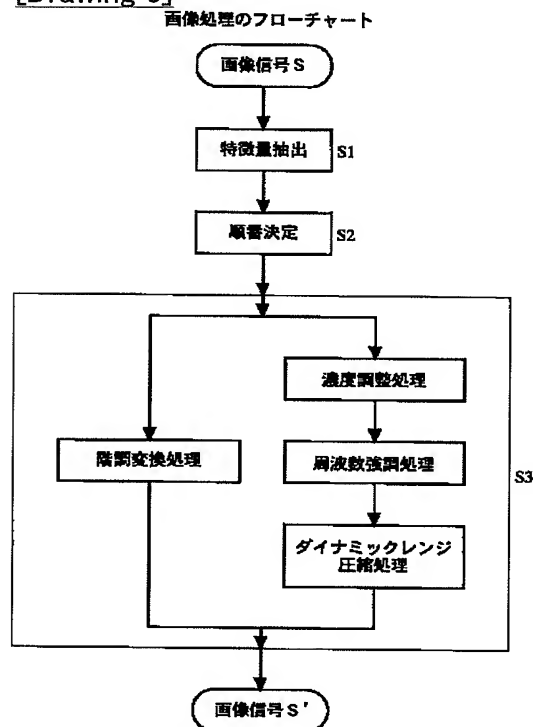 画像処理のフローチャート
画像信号 S
特徴量抽出
S1
順番決定
S2
濃度調整処理
階調変換処理
周波数強調処理
S3
ダイナミックレンジ
圧縮処理
画像信号 S'